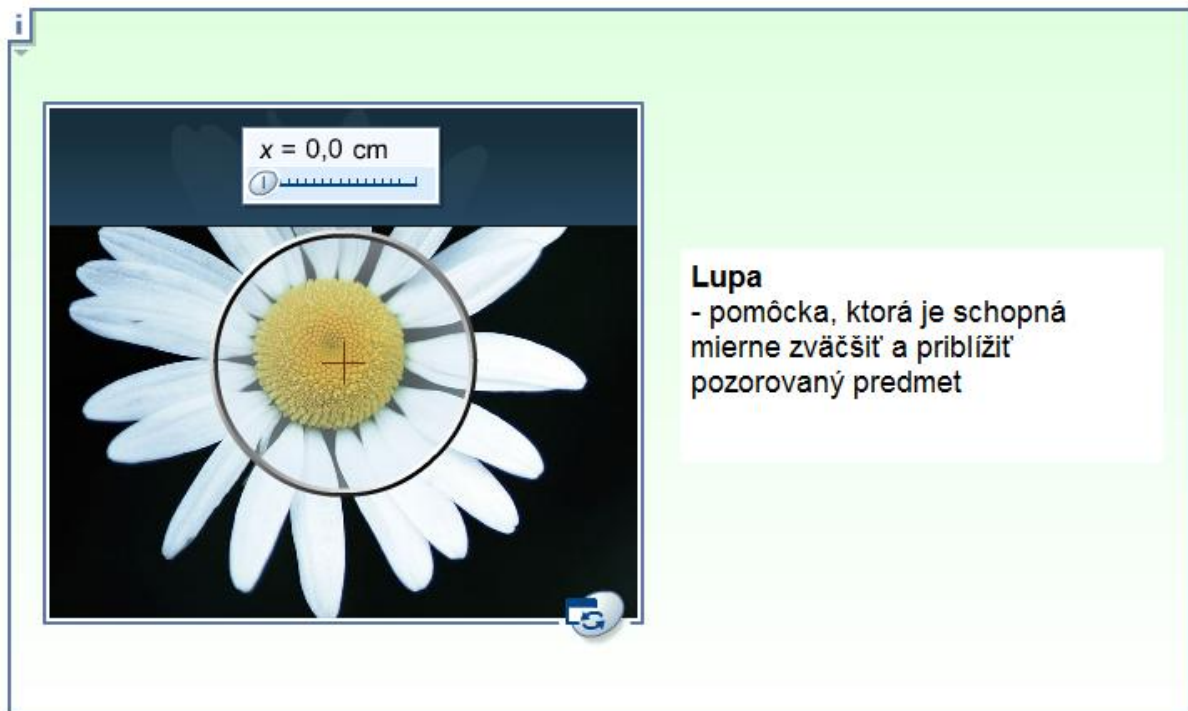 i
x = 0,0 cm
Lupa
- pomôcka, ktorá je schopná
mierne zväčšiť a priblížiť
pozorovaný predmet